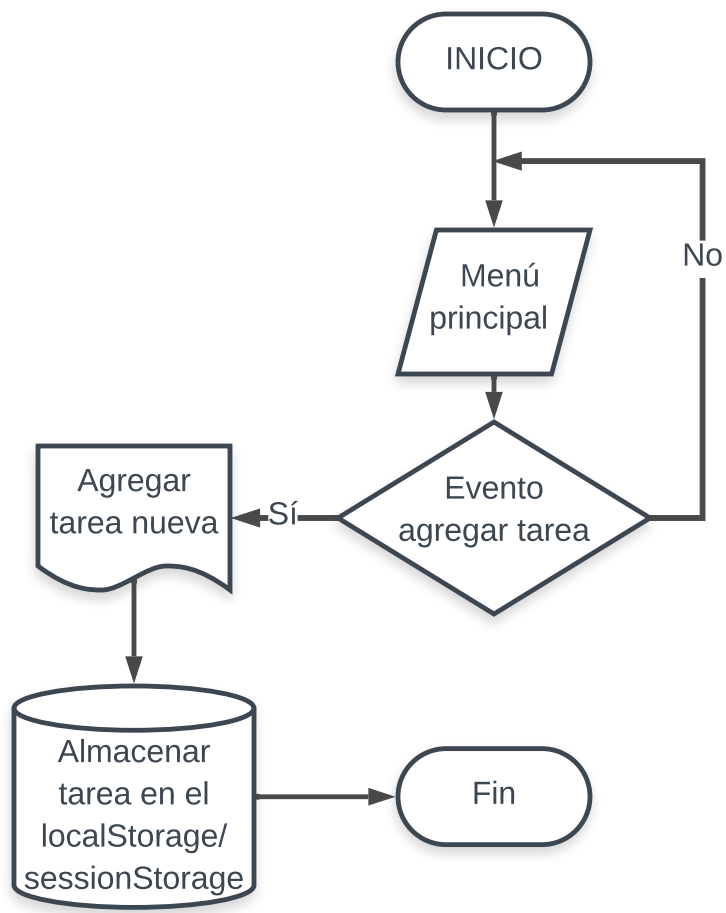 INICIO
No
Menú
principal
Evento
agregar tarea
Sí
Agregar
tarea nueva
Almacenar
tarea en el
localStorage/
sessionStorage
Fin